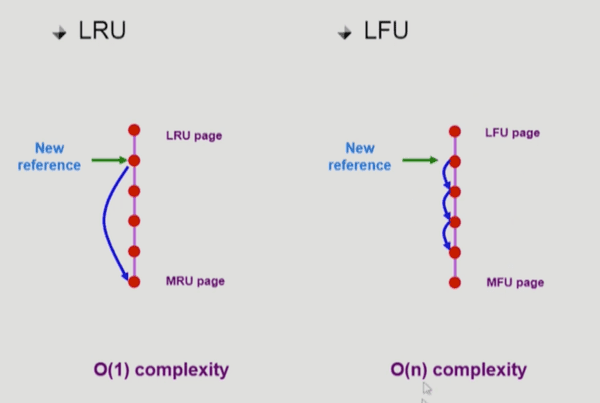 LRU
LFU
LRU page
LFU page
New
reference
New
reference
MRU page
MFU page
O(1) complexity
O(n) complexity